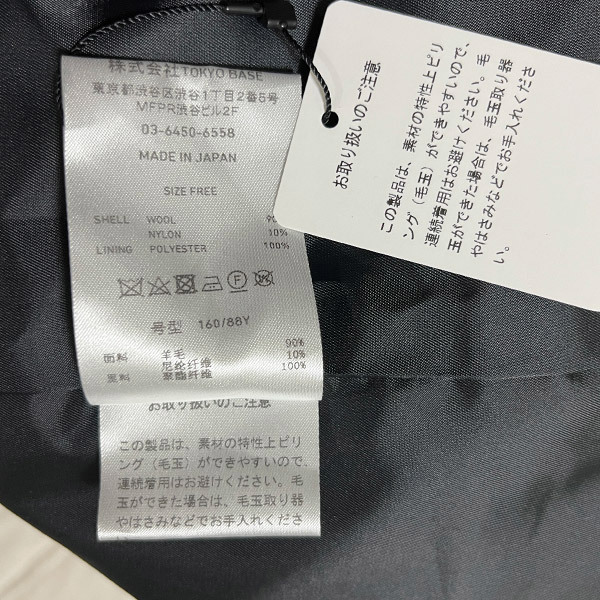 株式会社TOKYO BASE
東京都渋谷区渋谷1丁目2番5号
MFPR渋谷ビル2F
03-6450-6558
MADE IN JAPAN
SIZE FREE
SHELL WOOL 90%
NYLON 10%
LINING POLYESTER 100%
号型 160/88Y
90%
面料 羊毛 10%
尼纶纤维 100%
里料 聚酯纤维
お取り扱いのご注意
この製品は、素材の特性上ピリ
ング（毛玉）ができやすいので、
連続着用はお避けください。毛
玉ができた場合は、毛玉取り器
やはさみなどでお手入れくださ
お取り扱いのご注意
この製品は、素材の特性上ピリ
ング（毛玉）ができやすいので、
連続着用はお避けください。毛
玉ができた場合は、毛玉取り器
やはさみなどでお手入れくださ
い。